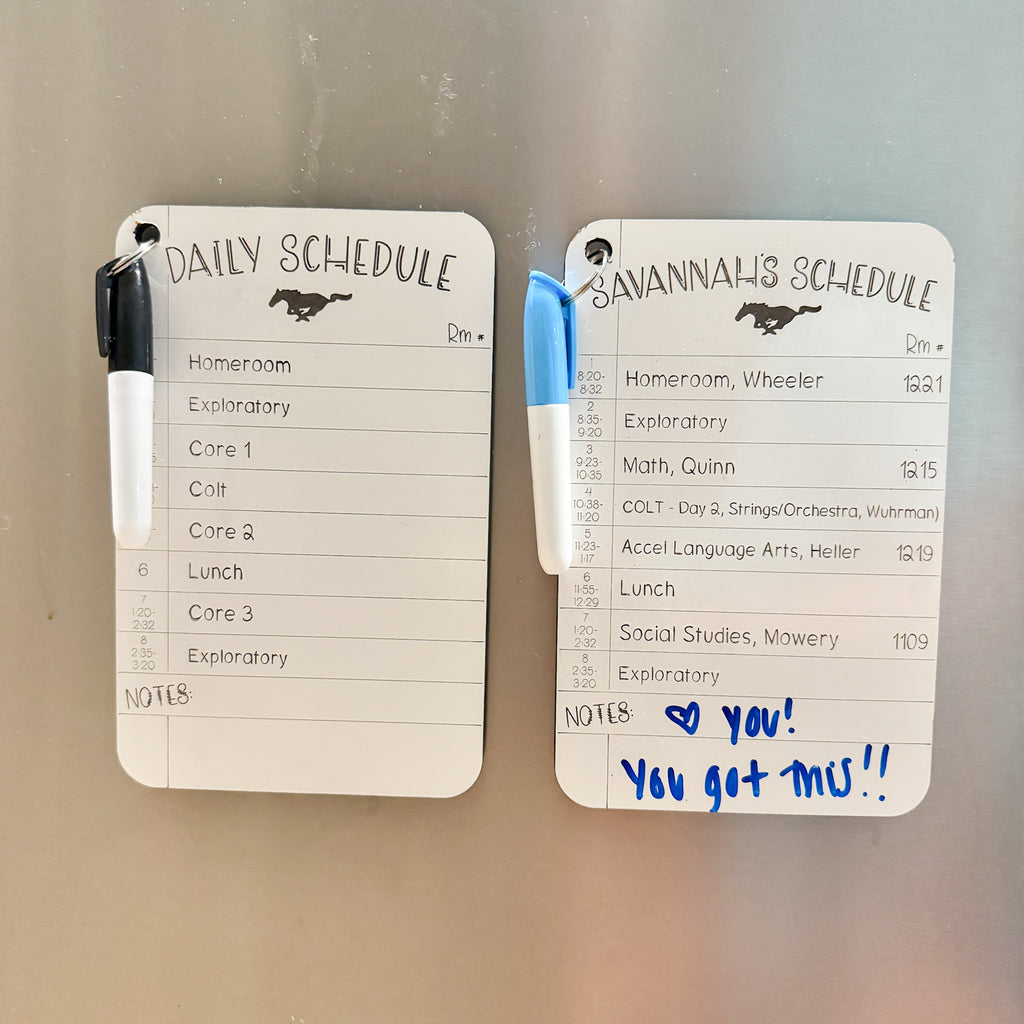 DAILY SCHEDULE
Rm #
Homeroom
Exploratory
Core 1
Colt
Core 2
6 Lunch
7 1:20-2:32 Core 3
8 2:35-3:20 Exploratory
NOTES:
SAVANNAH'S SCHEDULE
Rm #
1 8:20-8:32 Homeroom, Wheeler 1221
2 8:35-9:20 Exploratory
3 9:23-10:35 Math, Quinn 1215
4 10:38-11:20 COLT - Day 2, Strings/Orchestra, Wuhrman)
5 11:23-1:17 Accel Language Arts, Heller 1219
6 11:55-12:29 Lunch
7 1:20-2:32 Social Studies, Mowery 1109
8 2:35-3:20 Exploratory
NOTES: ♡ you!
You got this!!